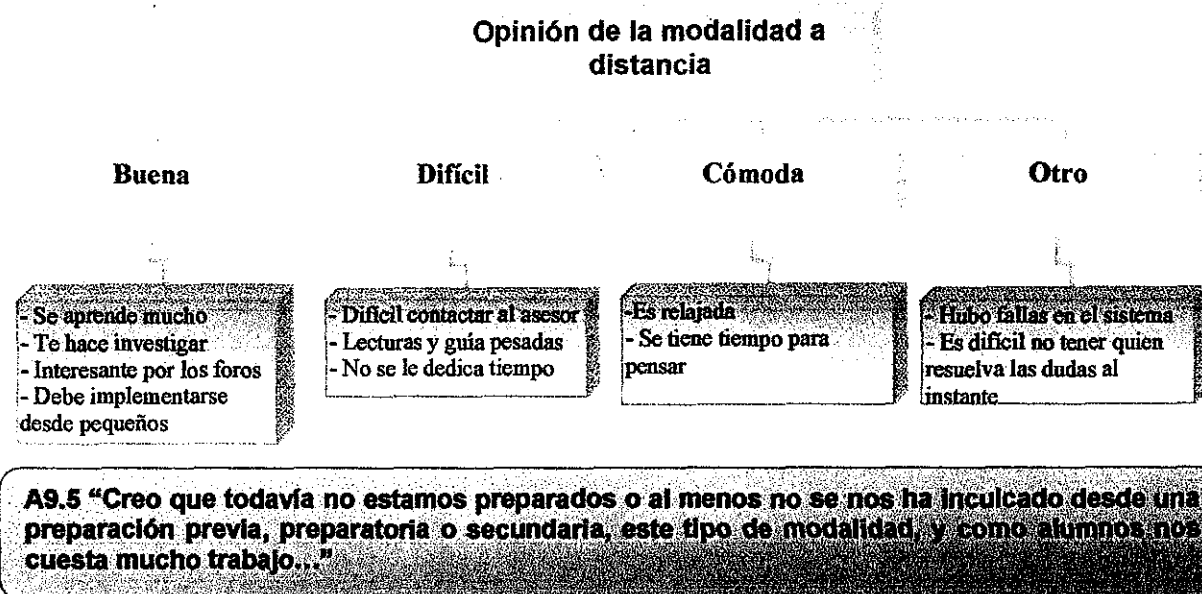 Opinión de la modalidad a
distancia
Buena
Difícil
Cómoda
Otro
- Se aprende mucho
- Te hace investigar
- Interesante por los foros
- Debe implementarse
desde pequeños
- Difícil contactar al asesor
- Lecturas y guía pesadas
- No se le dedica tiempo
-Es relajada
- Se tiene tiempo para
pensar
- Hubo fallas en el sistema
- Es difícil no tener quien
resuelva las dudas al
instante
A9.5 “Creo que todavía no estamos preparados o al menos no se nos ha inculcado desde una
preparación previa, preparatoria o secundaria, este tipo de modalidad, y como alumnos nos
cuesta mucho trabajo...”